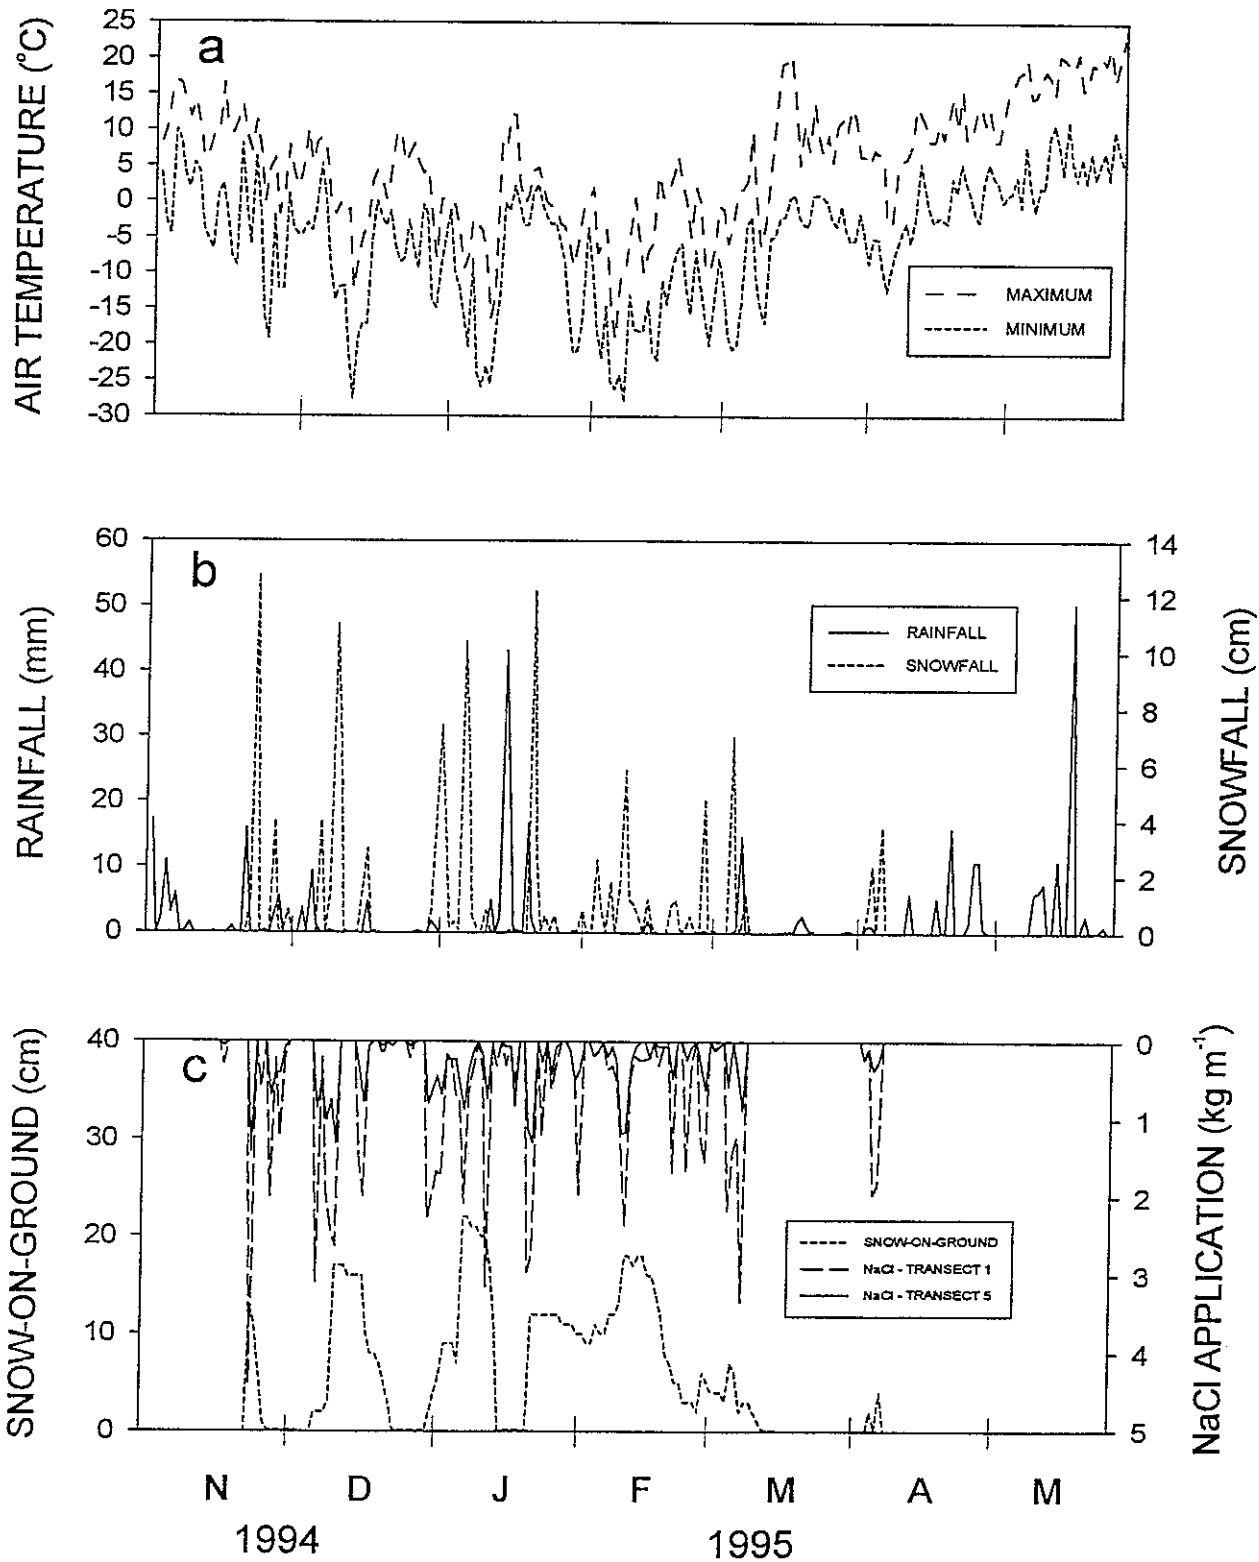 a
AIR TEMPERATURE (°C)
25
20
15
10
5
0
-5
-10
-15
-20
-25
-30
MAXIMUM
MINIMUM
b
RAINFALL (mm)
60
50
40
30
20
10
0
RAINFALL
SNOWFALL
14
12
10
8
6
4
2
0
SNOWFALL (cm)
c
SNOW-ON-GROUND (cm)
40
30
20
10
0
SNOW-ON-GROUND
NaCl - TRANSECT 1
NaCl - TRANSECT 5
0
1
2
3
4
5
NaCl APPLICATION (kg m⁻¹)
N D J F M A M
1994 1995